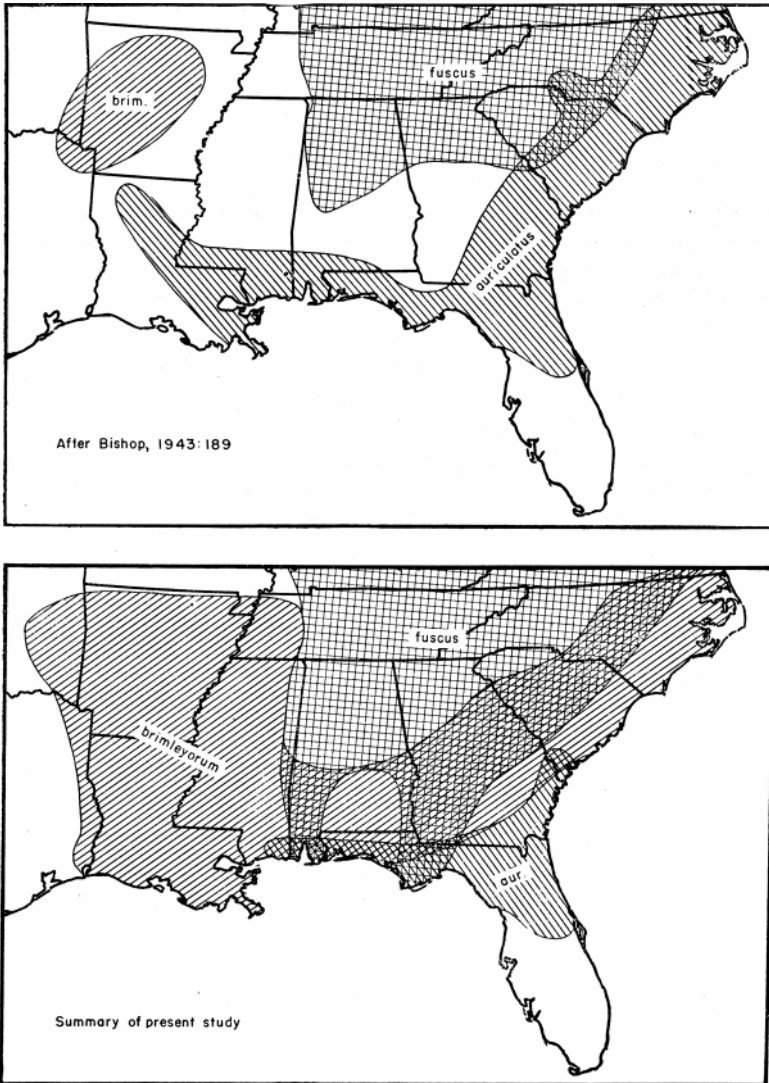 fuscus
brim.
auriculatus
After Bishop, 1943:189
fuscus
brimleyorum
aur.
Summary of present study